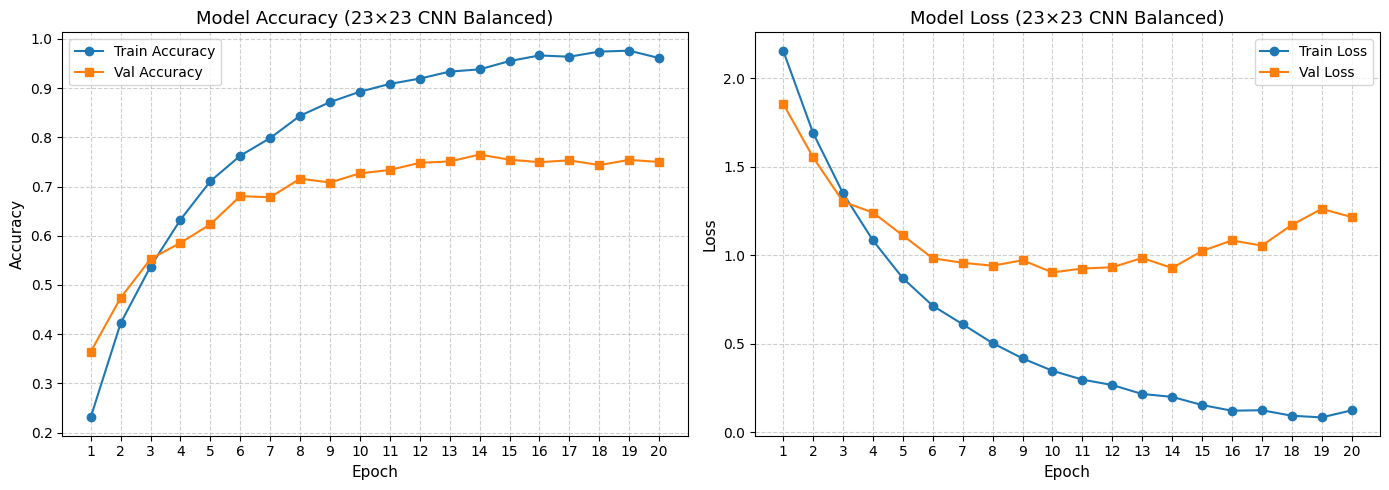 Model Accuracy (23×23 CNN Balanced)
1.0
0.9
0.8
0.7
0.6
0.5
0.4
0.3
0.2
Accuracy
Train Accuracy
Val Accuracy
1 2 3 4 5 6 7 8 9 10 11 12 13 14 15 16 17 18 19 20
Epoch
Model Loss (23×23 CNN Balanced)
2.0
1.5
1.0
0.5
0.0
Loss
Train Loss
Val Loss
1 2 3 4 5 6 7 8 9 10 11 12 13 14 15 16 17 18 19 20
Epoch